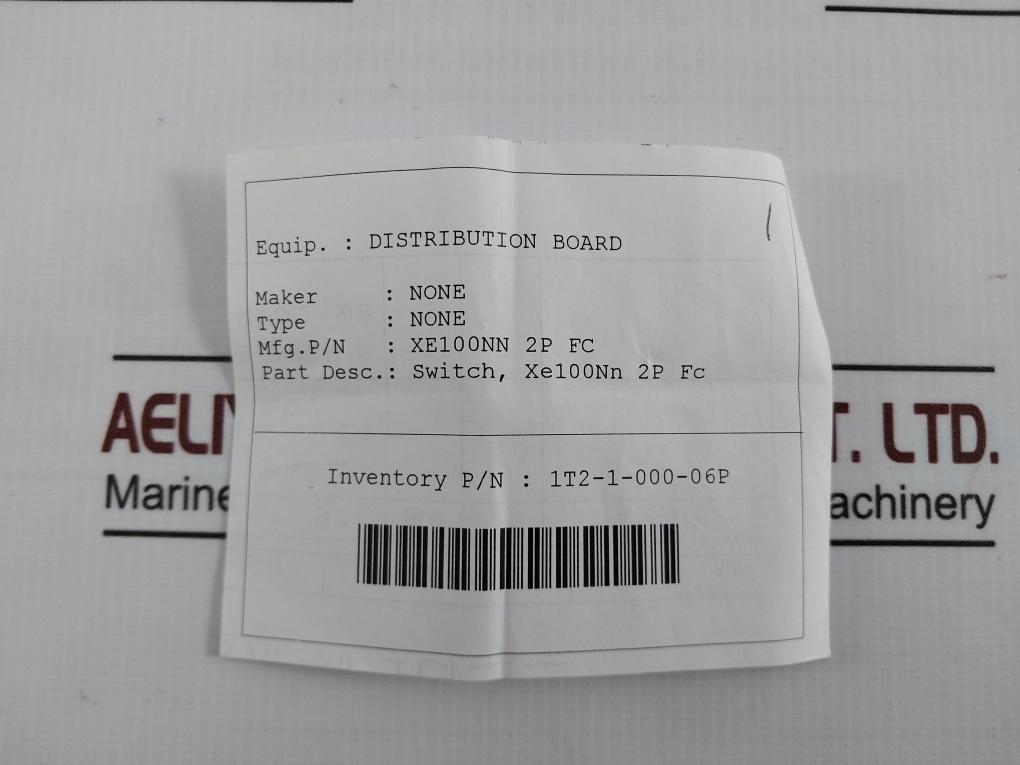 Equip. : DISTRIBUTION BOARD
Maker : NONE
Type : NONE
Mfg.P/N : XE100NN 2P FC
Part Desc.: Switch, Xe100Nn 2P Fc
Inventory P/N : 1T2-1-000-06P
T. LTD.
Marine
achinery